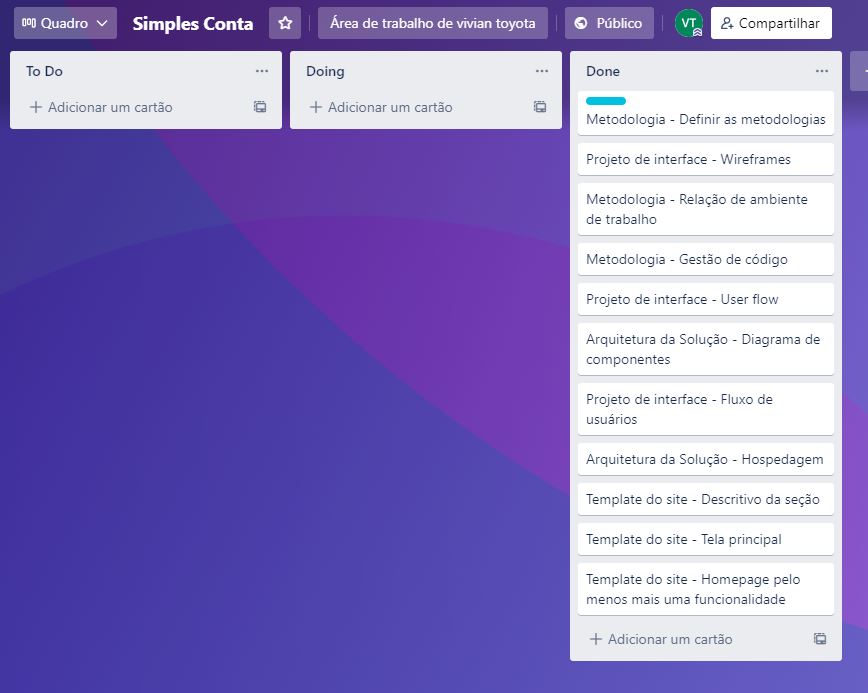 Quadro
Simples Conta
Área de trabalho de vivian toyota
Público
VT
Compartilhar
To Do
Adicionar um cartão
Doing
Adicionar um cartão
Done
Metodologia - Definir as metodologias
Projeto de interface - Wireframes
Metodologia - Relação de ambiente
de trabalho
Metodologia - Gestão de código
Projeto de interface - User flow
Arquitetura da Solução - Diagrama de
componentes
Projeto de interface - Fluxo de
usuários
Arquitetura da Solução - Hospedagem
Template do site - Descritivo da seção
Template do site - Tela principal
Template do site - Homepage pelo
menos mais uma funcionalidade
Adicionar um cartão